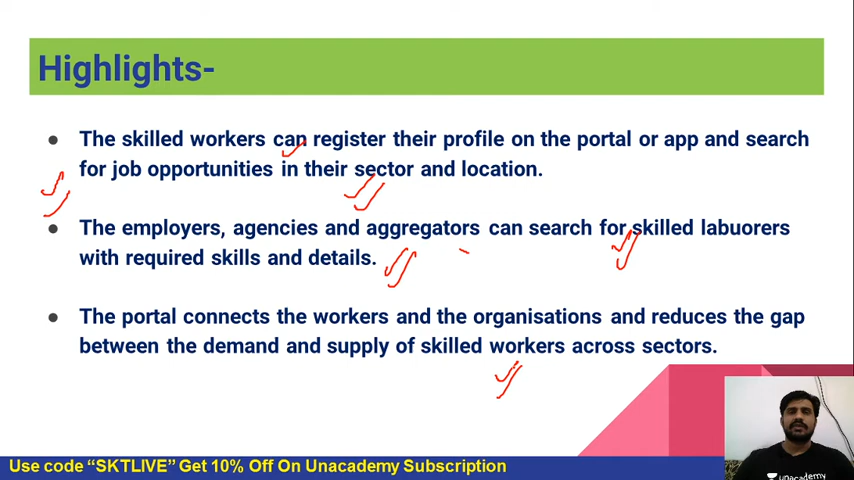 Highlights-
● The skilled workers can register their profile on the portal or app and search
for job opportunities in their sector and location.
● The employers, agencies and aggregators can search for skilled labuorers
with required skills and details.
● The portal connects the workers and the organisations and reduces the gap
between the demand and supply of skilled workers across sectors.
unacademy
Use code “SKTLIVE” Get 10% Off On Unacademy Subscription